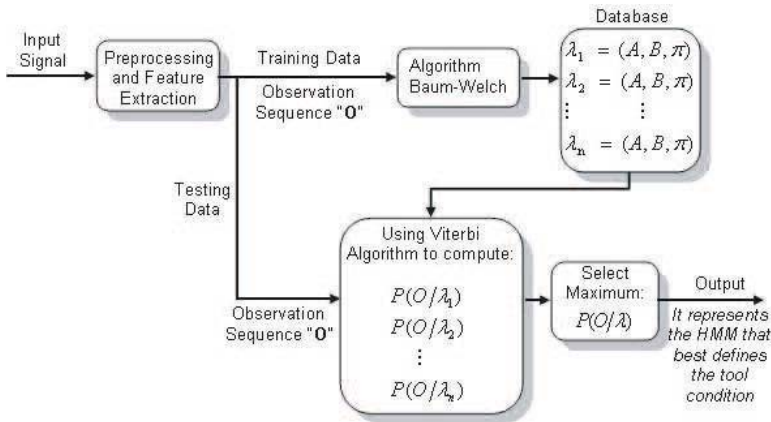 Database
Input
Signal
Preprocessing
and Feature
Extraction
Training Data
Observation
Sequence "O"
Algorithm
Baum-Welch
λ₁ = (A, B, π)
λ₂ = (A, B, π)
⋮ ⋮
λₙ = (A, B, π)
Testing
Data
Observation
Sequence "O"
Using Viterbi
Algorithm to compute:
P(O/λ₁)
P(O/λ₂)
⋮
P(O/λₙ)
Select
Maximum:
P(O/λ)
Output
It represents
the HMM that
best defines
the tool
condition